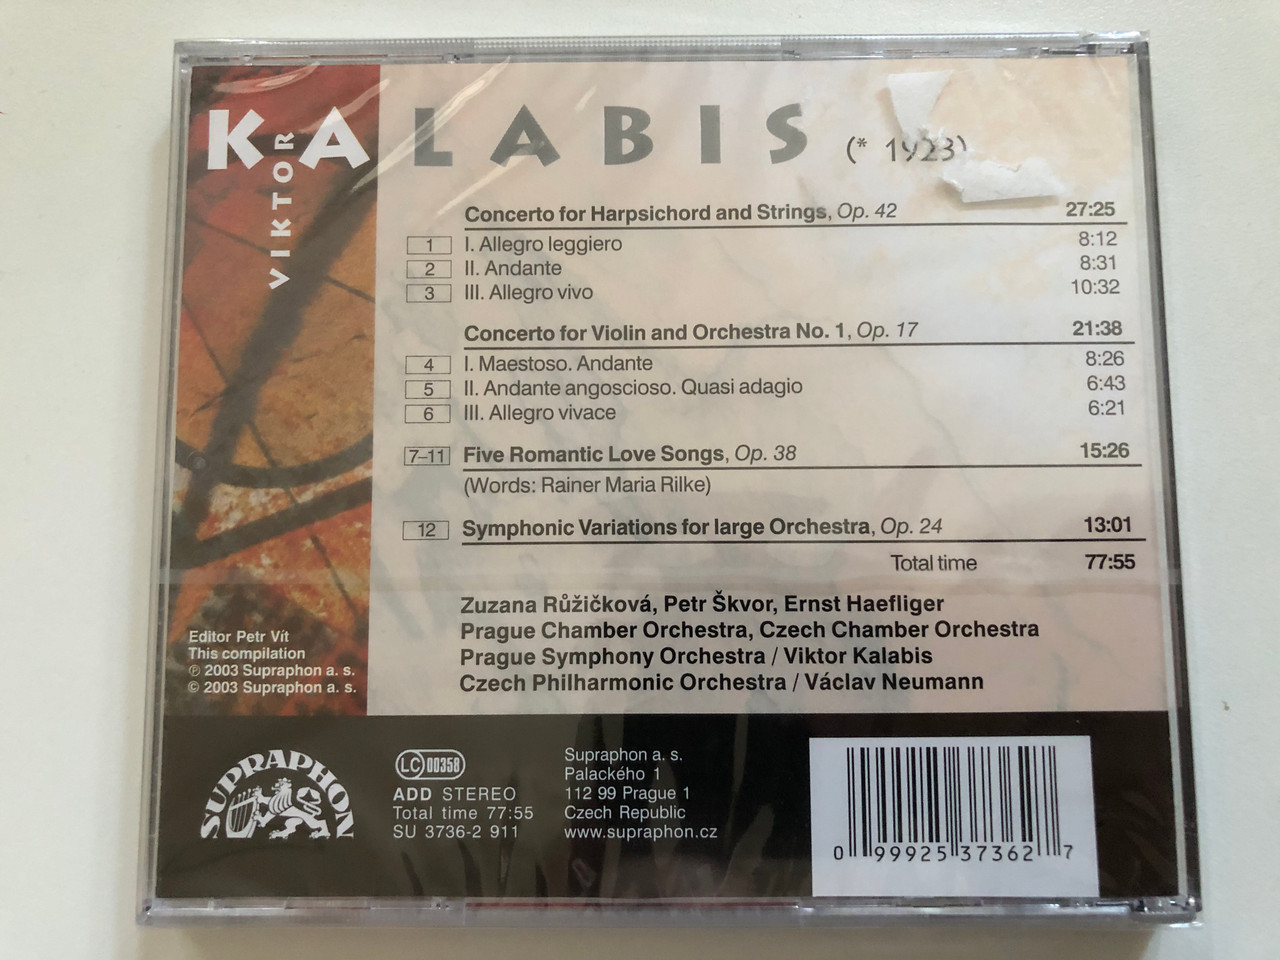 VIKTOR
KALABIS (* 1923)
Concerto for Harpsichord and Strings, Op. 42 27:25
1 I. Allegro leggiero 8:12
2 II. Andante 8:31
3 III. Allegro vivo 10:32
Concerto for Violin and Orchestra No. 1, Op. 17 21:38
4 I. Maestoso. Andante 8:26
5 II. Andante angoscioso. Quasi adagio 6:43
6 III. Allegro vivace 6:21
7–11 Five Romantic Love Songs, Op. 38 15:26
(Words: Rainer Maria Rilke)
12 Symphonic Variations for large Orchestra, Op. 24 13:01
Total time 77:55
Zuzana Růžičková, Petr Škvor, Ernst Haefliger
Prague Chamber Orchestra, Czech Chamber Orchestra
Prague Symphony Orchestra / Viktor Kalabis
Czech Philharmonic Orchestra / Václav Neumann
Editor Petr Vít
This compilation
℗ 2003 Supraphon a. s.
© 2003 Supraphon a. s.
SUPRAPHON
LC 00358
ADD STEREO
Total time 77:55
SU 3736-2 911
Supraphon a. s.
Palackého 1
112 99 Prague 1
Czech Republic
www.supraphon.cz
0 99925 37362 7